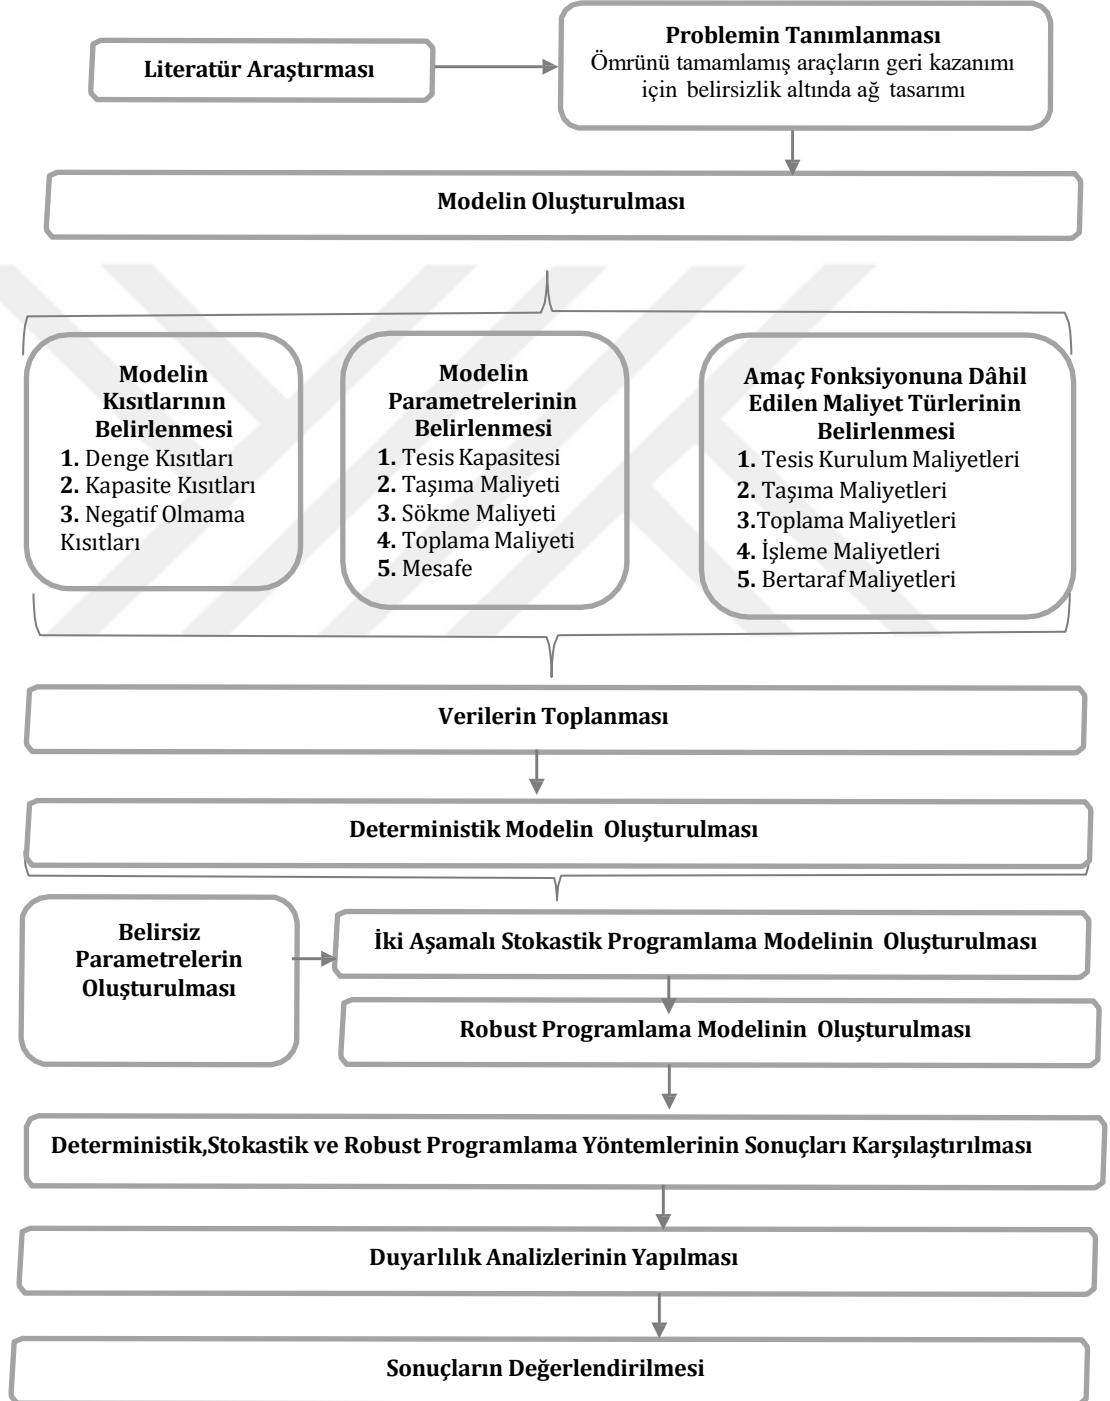 Literatür Araştırması
Problemin Tanımlanması
Ömrünü tamamlamış araçların geri kazanımı
için belirsizlik altında ağ tasarımı
Modelin Oluşturulması
Modelin
Kısıtlarının
Belirlenmesi
1. Denge Kısıtları
2. Kapasite Kısıtları
3. Negatif Olmama
Kısıtları
Modelin
Parametrelerinin
Belirlenmesi
1. Tesis Kapasitesi
2. Taşıma Maliyeti
3. Sökme Maliyeti
4. Toplama Maliyeti
5. Mesafe
Amaç Fonksiyonuna Dâhil
Edilen Maliyet Türlerinin
Belirlenmesi
1. Tesis Kurulum Maliyetleri
2. Taşıma Maliyetleri
3.Toplama Maliyetleri
4. İşleme Maliyetleri
5. Bertaraf Maliyetleri
Verilerin Toplanması
Deterministik Modelin Oluşturulması
Belirsiz
Parametrelerin
Oluşturulması
İki Aşamalı Stokastik Programlama Modelinin Oluşturulması
Robust Programlama Modelinin Oluşturulması
Deterministik,Stokastik ve Robust Programlama Yöntemlerinin Sonuçları Karşılaştırılması
Duyarlılık Analizlerinin Yapılması
Sonuçların Değerlendirilmesi